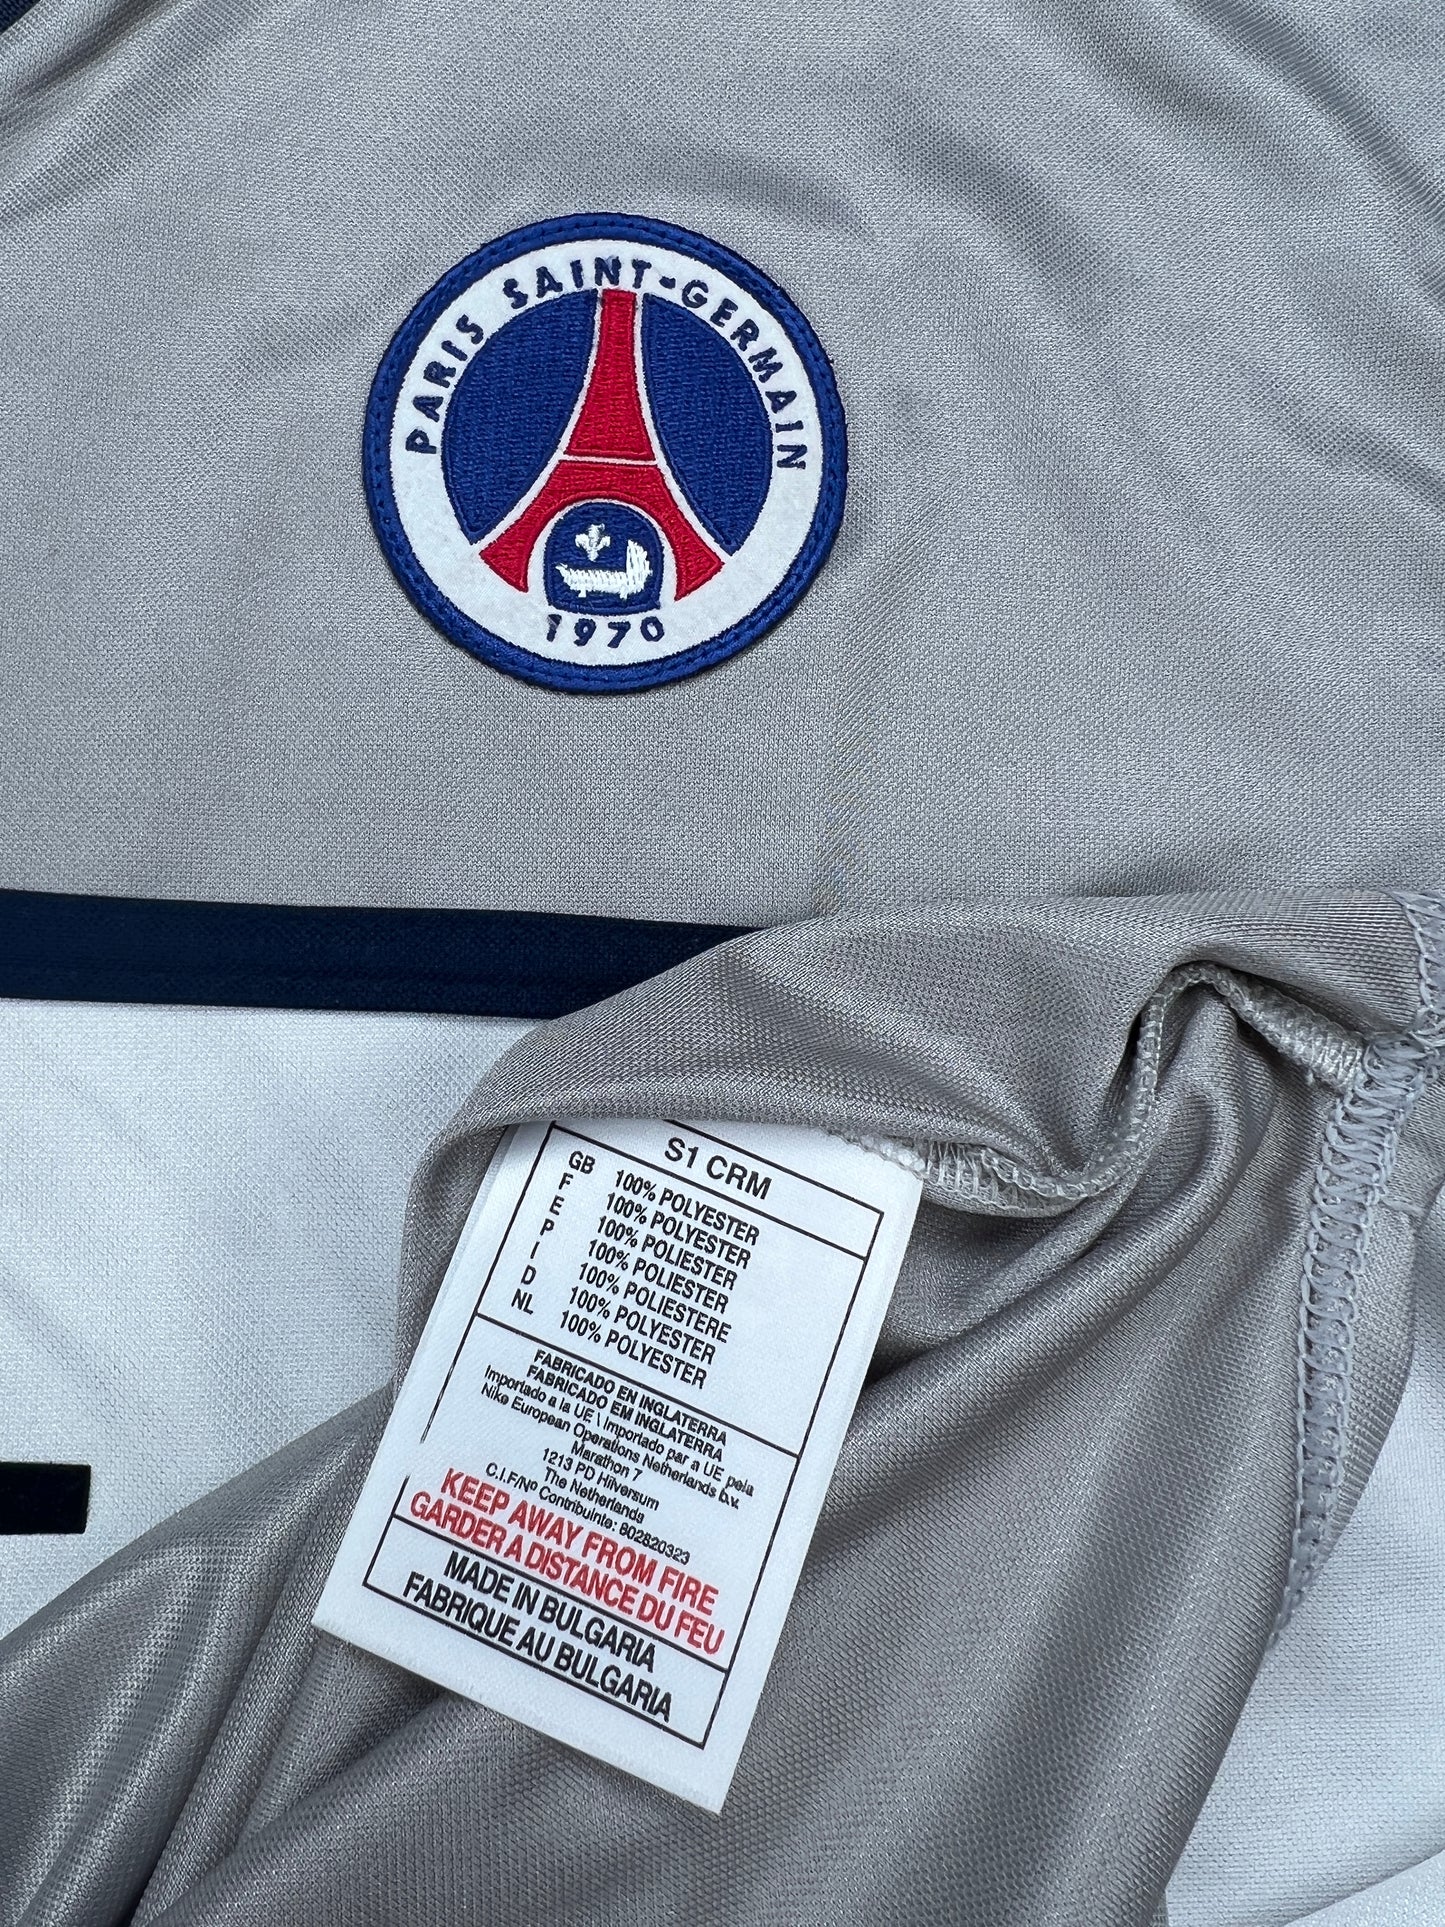 PARIS SAINT-GERMAIN
1970
S1 CRM
GB 100% POLYESTER
F 100% POLYESTER
E 100% POLIESTER
P 100% POLIESTER
I 100% POLIESTERE
D 100% POLYESTER
NL 100% POLYESTER
FABRICADO EN INGLATERRA
FABRICADO EM INGLATERRA
Importado a la UE \ Importado par a UE pela
Nike European Operations Netherlands b.v.
Marathon 7
1213 PD Hilversum
The Netherlands
C.I.F/Nº Contribuinte: 802820323
KEEP AWAY FROM FIRE
GARDER A DISTANCE DU FEU
MADE IN BULGARIA
FABRIQUE AU BULGARIA